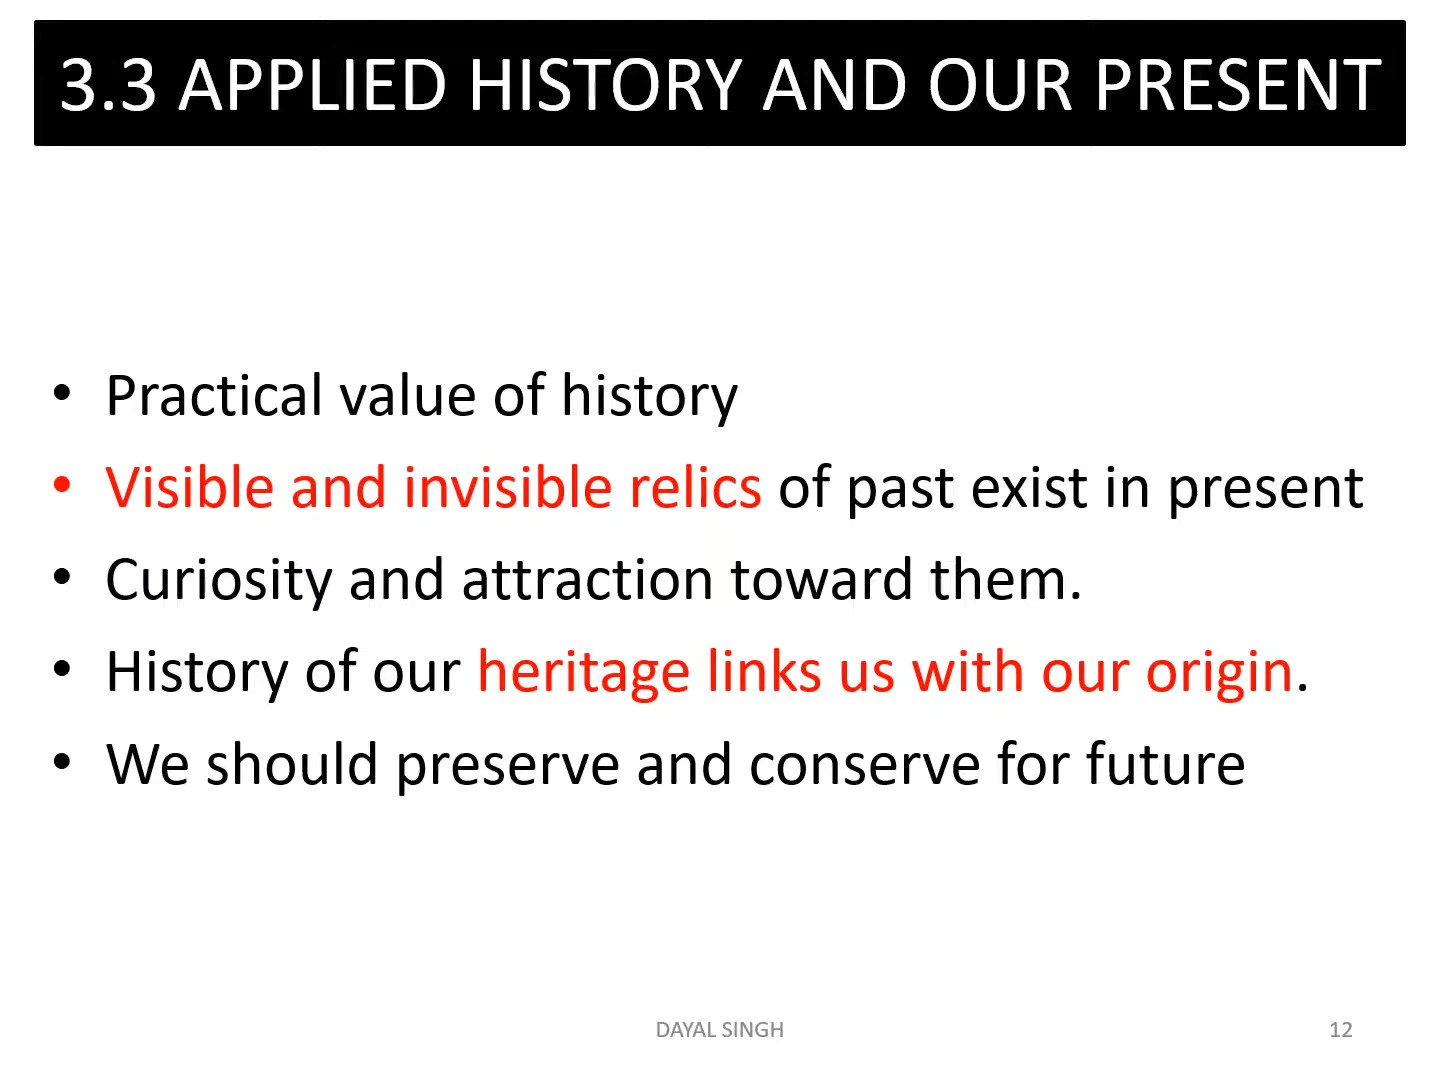 3.3 APPLIED HISTORY AND OUR PRESENT
• Practical value of history
• Visible and invisible relics of past exist in present
• Curiosity and attraction toward them.
• History of our heritage links us with our origin.
• We should preserve and conserve for future
DAYAL SINGH
12